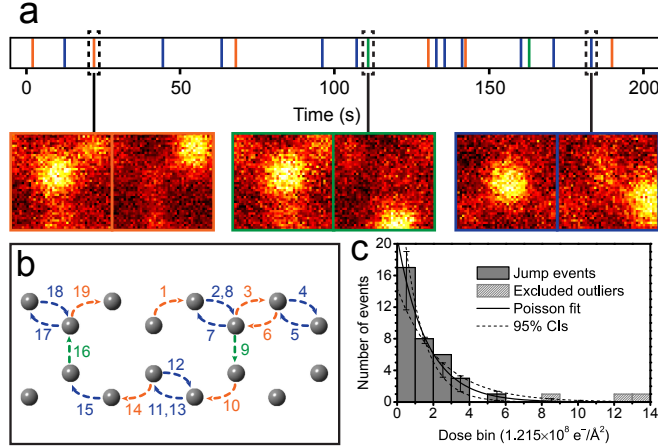 a
0 50 100 150 200
Time (s)
b
18 19 1 2,8 3 4
17 7 6 5
16 9
12
15 14 11,13 10
c
20
16
12
8
4
0
Number of events
Jump events
Excluded outliers
Poisson fit
95% CIs
0 2 4 6 8 10 12 14
Dose bin (1.215×10⁸ e⁻/Å²)